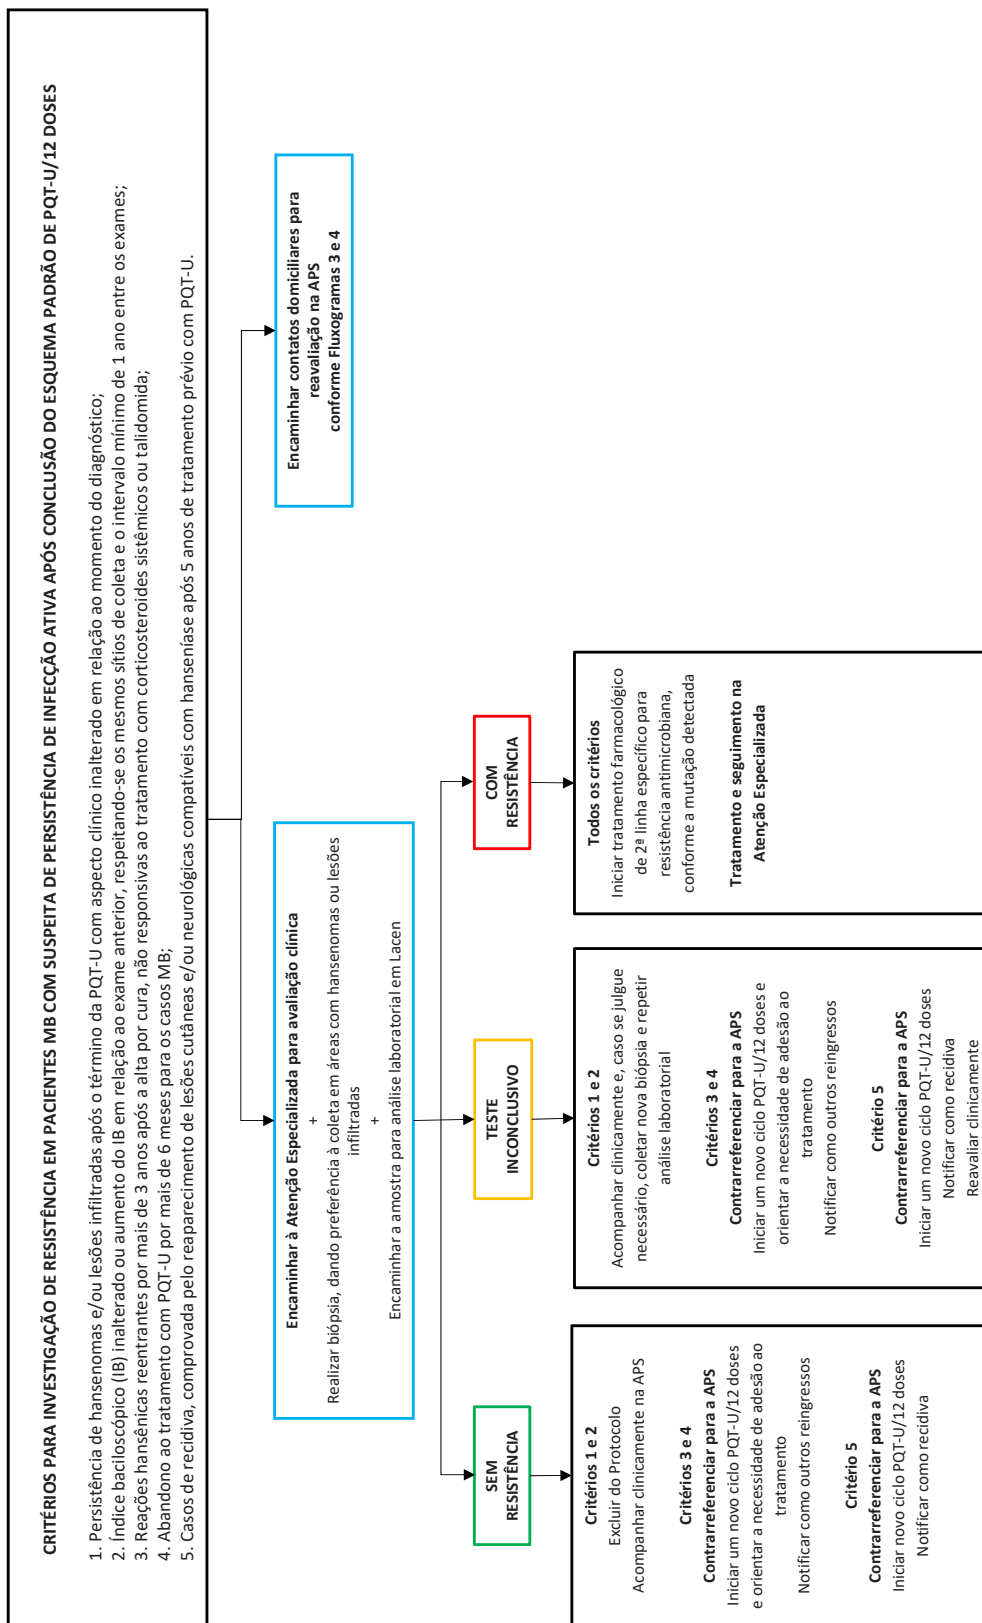 CRITÉRIOS PARA INVESTIGAÇÃO DE RESISTÊNCIA EM PACIENTES MB COM SUSPEITA DE PERSISTÊNCIA DE INFECÇÃO ATIVA APÓS CONCLUSÃO DO ESQUEMA PADRÃO DE PQT-U/12 DOSES
1. Persistência de hansenomas e/ou lesões infiltradas após o término da PQT-U com aspecto clínico inalterado em relação ao momento do diagnóstico;
2. Índice baciloscópico (IB) inalterado ou aumento do IB em relação ao exame anterior, respeitando-se os mesmos sítios de coleta e o intervalo mínimo de 1 ano entre os exames;
3. Reações hansênicas reentrantes por mais de 3 anos após a alta por cura, não responsivas ao tratamento com corticosteroides sistêmicos ou talidomida;
4. Abandono ao tratamento com PQT-U por mais de 6 meses para os casos MB;
5. Casos de recidiva, comprovada pelo reaparecimento de lesões cutâneas e/ou neurológicas compatíveis com hanseníase após 5 anos de tratamento prévio com PQT-U.
Encaminhar à Atenção Especializada para avaliação clínica
+
Realizar biópsia, dando preferência à coleta em áreas com hansenomas ou lesões
infiltradas
+
Encaminhar a amostra para análise laboratorial em Lacen
Encaminhar contatos domiciliares para
reavaliação na APS
conforme Fluxogramas 3 e 4
SEM
RESISTÊNCIA
TESTE
INCONCLUSIVO
COM
RESISTÊNCIA
Critérios 1 e 2
Excluir do Protocolo
Acompanhar clinicamente na APS
Critérios 3 e 4
Contrarreferenciar para a APS
Iniciar um novo ciclo PQT-U/12 doses
e orientar a necessidade de adesão ao
tratamento
Notificar como outros reingressos
Critério 5
Contrarreferenciar para a APS
Iniciar novo ciclo PQT-U/12 doses
Notificar como recidiva
Critérios 1 e 2
Acompanhar clinicamente e, caso se julgue
necessário, coletar nova biópsia e repetir
análise laboratorial
Critérios 3 e 4
Contrarreferenciar para a APS
Iniciar um novo ciclo PQT-U/12 doses e
orientar a necessidade de adesão ao
tratamento
Notificar como outros reingressos
Critério 5
Contrarreferenciar para a APS
Iniciar um novo ciclo PQT-U/12 doses
Notificar como recidiva
Reavaliar clinicamente
Todos os critérios
Iniciar tratamento farmacológico
de 2ª linha específico para
resistência antimicrobiana,
conforme a mutação detectada
Tratamento e seguimento na
Atenção Especializada